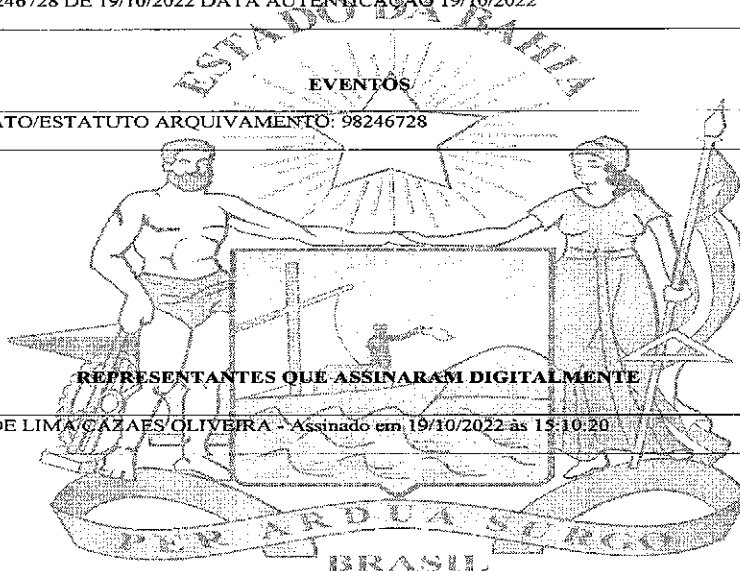 246728 DE 19/10/2022 DATA AUTENTICAÇÃO 19/10/2022
ESTADO DA BAHIA
EVENTOS
ATO/ESTATUTO ARQUIVAMENTO: 98246728
REPRESENTANTES QUE ASSINARAM DIGITALMENTE
DE LIMA CAZAES OLIVEIRA - Assinado em 19/10/2022 às 15:10:20
PER ARDUA SURGO
BRASIL